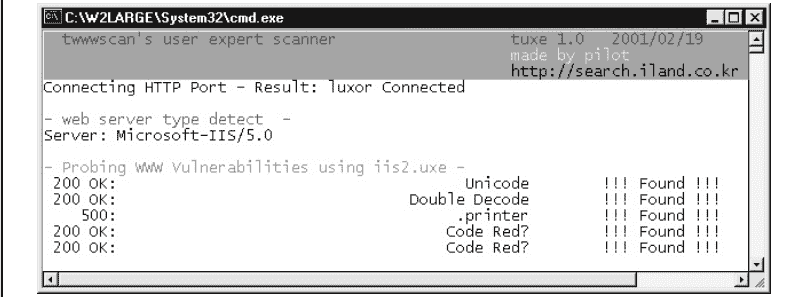 C:\W2LARGE\System32\cmd.exe
twwwscan's user expert scanner tuxe 1.0 2001/02/19
made by pilot
http://search.iland.co.kr
Connecting HTTP Port - Result: luxor Connected
- web server type detect -
Server: Microsoft-IIS/5.0
- Probing WWW Vulnerabilities using iis2.uxe -
200 OK: Unicode !!! Found !!!
200 OK: Double Decode !!! Found !!!
500: .printer !!! Found !!!
200 OK: Code Red? !!! Found !!!
200 OK: Code Red? !!! Found !!!